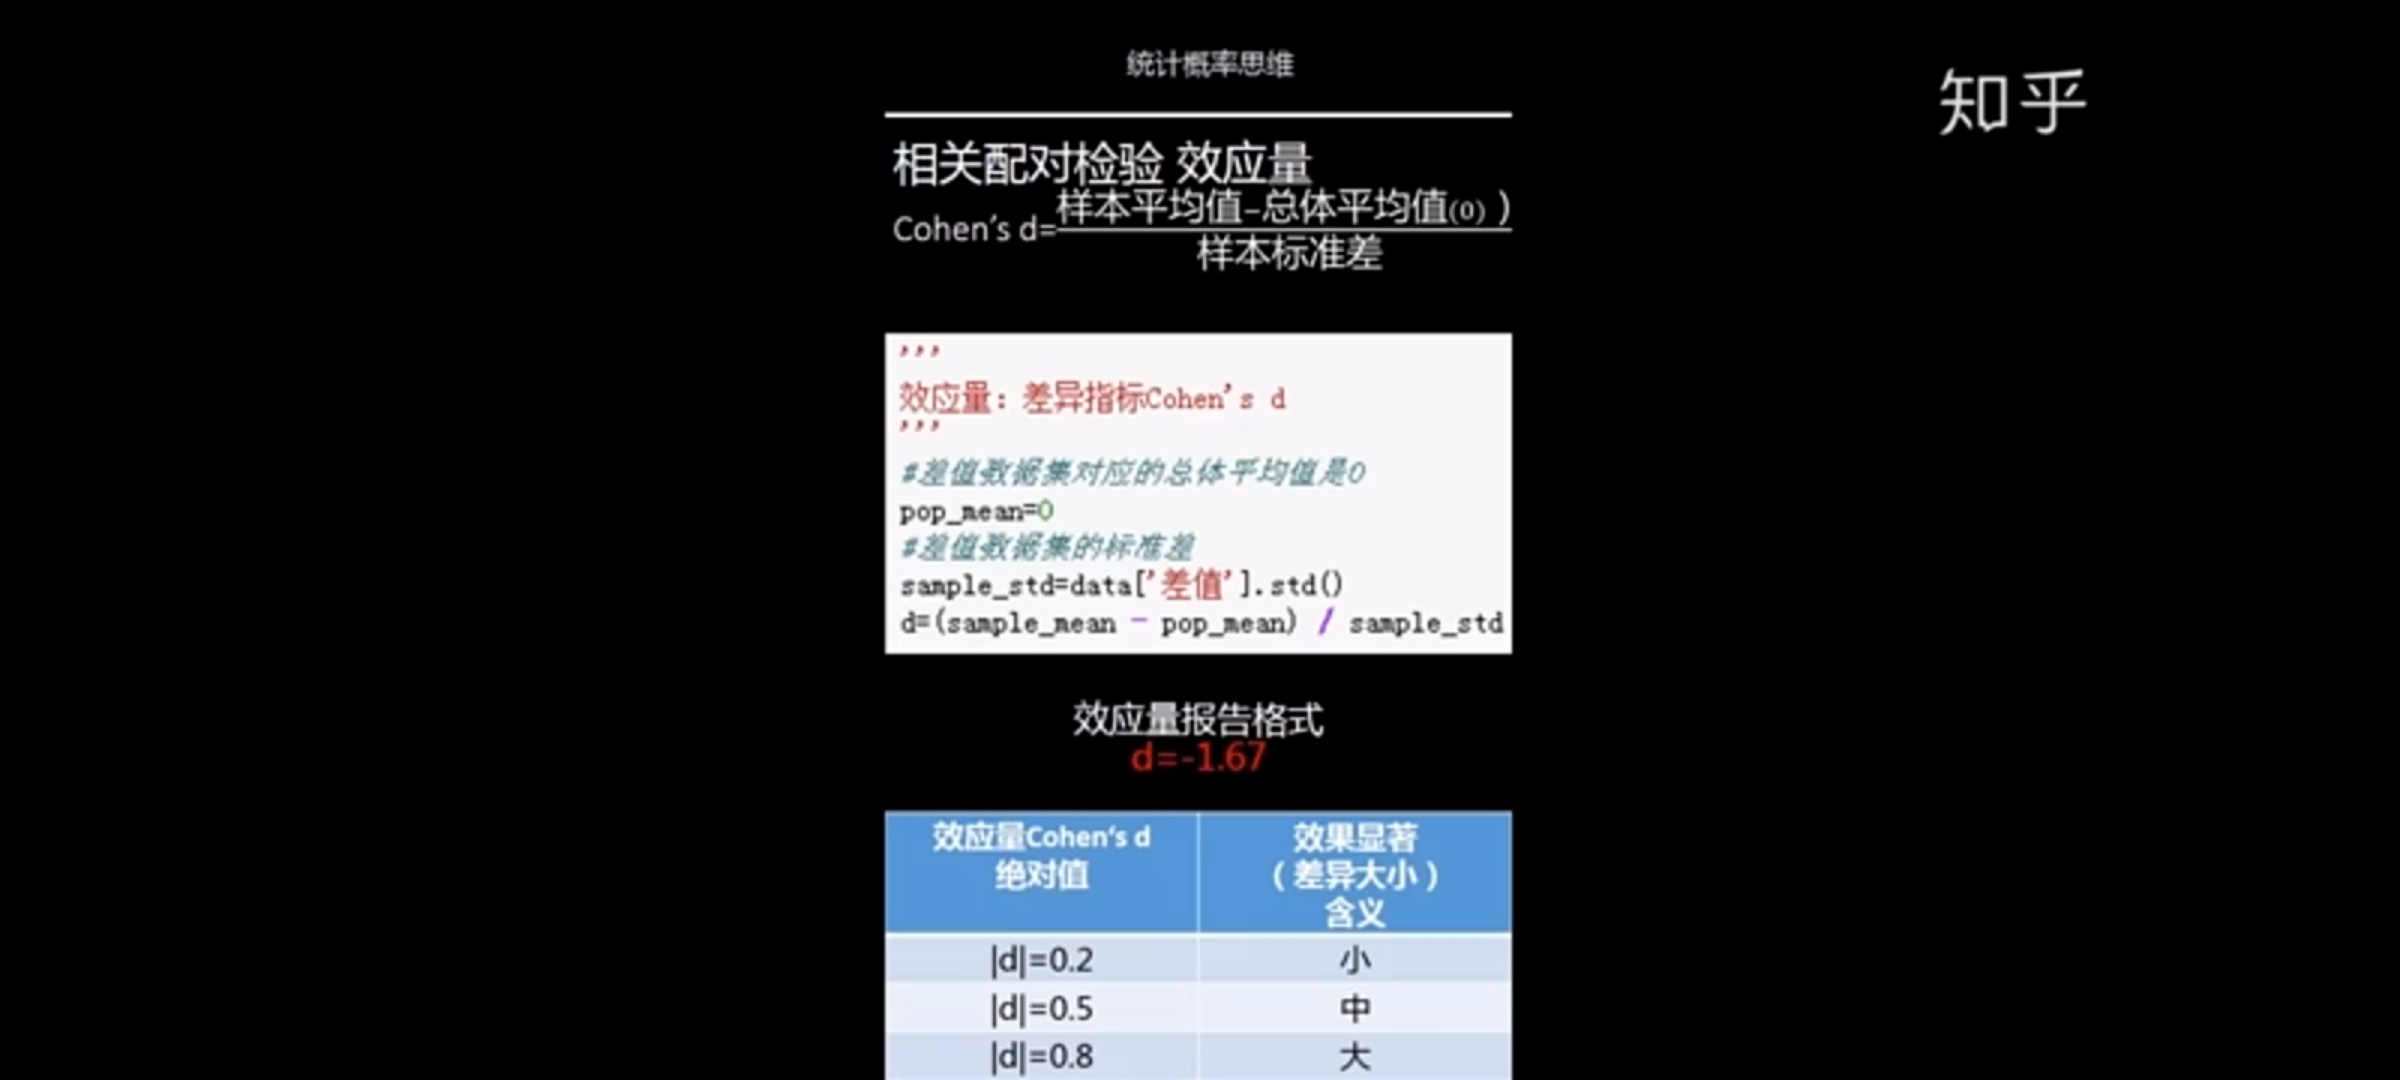 统计概率思维
知乎
相关配对检验 效应量
Cohen's d=样本平均值-总体平均值(0) )
样本标准差
'''
效应量：差异指标Cohen's d
'''
#差值数据集对应的总体平均值是0
pop_mean=0
#差值数据集的标准差
sample_std=data['差值'].std()
d=(sample_mean - pop_mean) / sample_std
效应量报告格式
d=-1.67
效应量Cohen's d
绝对值
效果显著
（差异大小）
含义
|d|=0.2 小
|d|=0.5 中
|d|=0.8 大